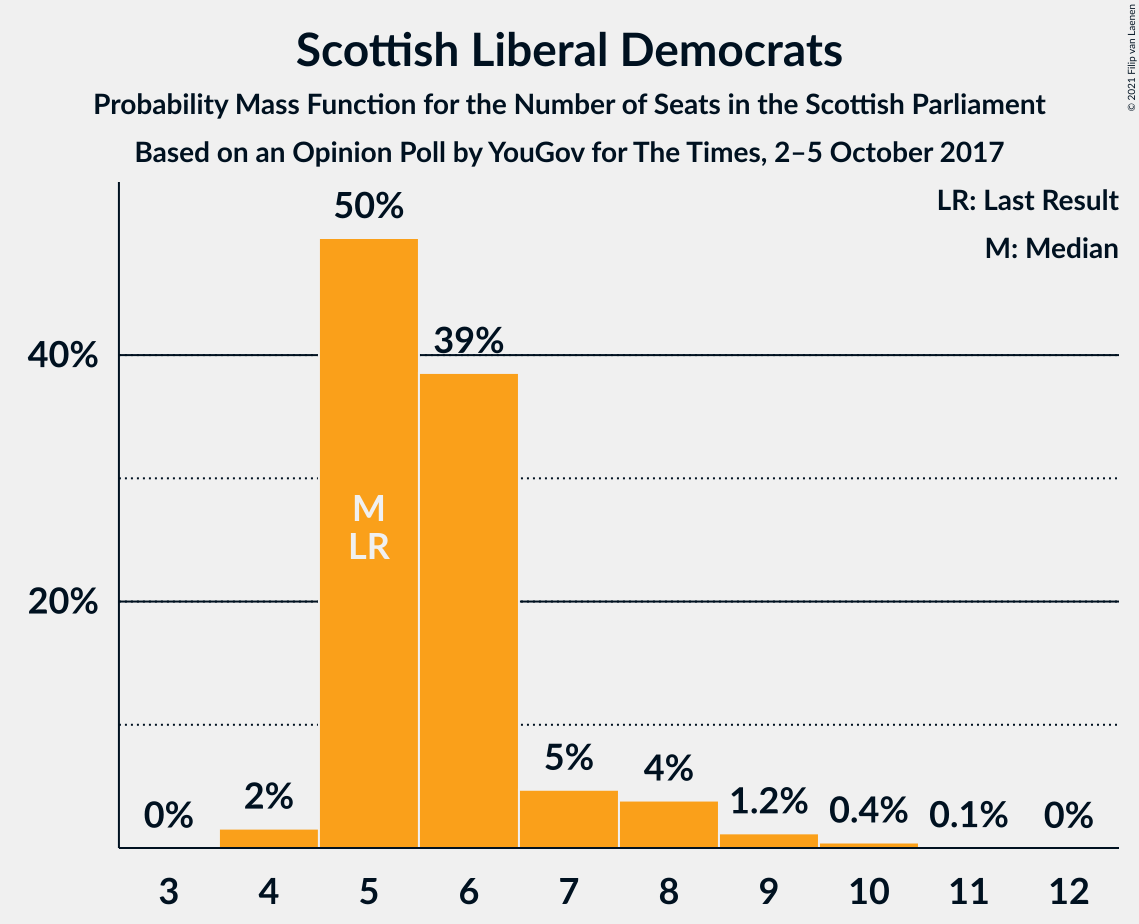 Scottish Liberal Democrats
Probability Mass Function for the Number of Seats in the Scottish Parliament
Based on an Opinion Poll by YouGov for The Times, 2–5 October 2017
© 2021 Filip van Laenen
LR: Last Result
M: Median
50%
39%
40%
M
LR
20%
0%
2%
5%
4%
1.2%
0.4%
0.1%
0%
3 4 5 6 7 8 9 10 11 12